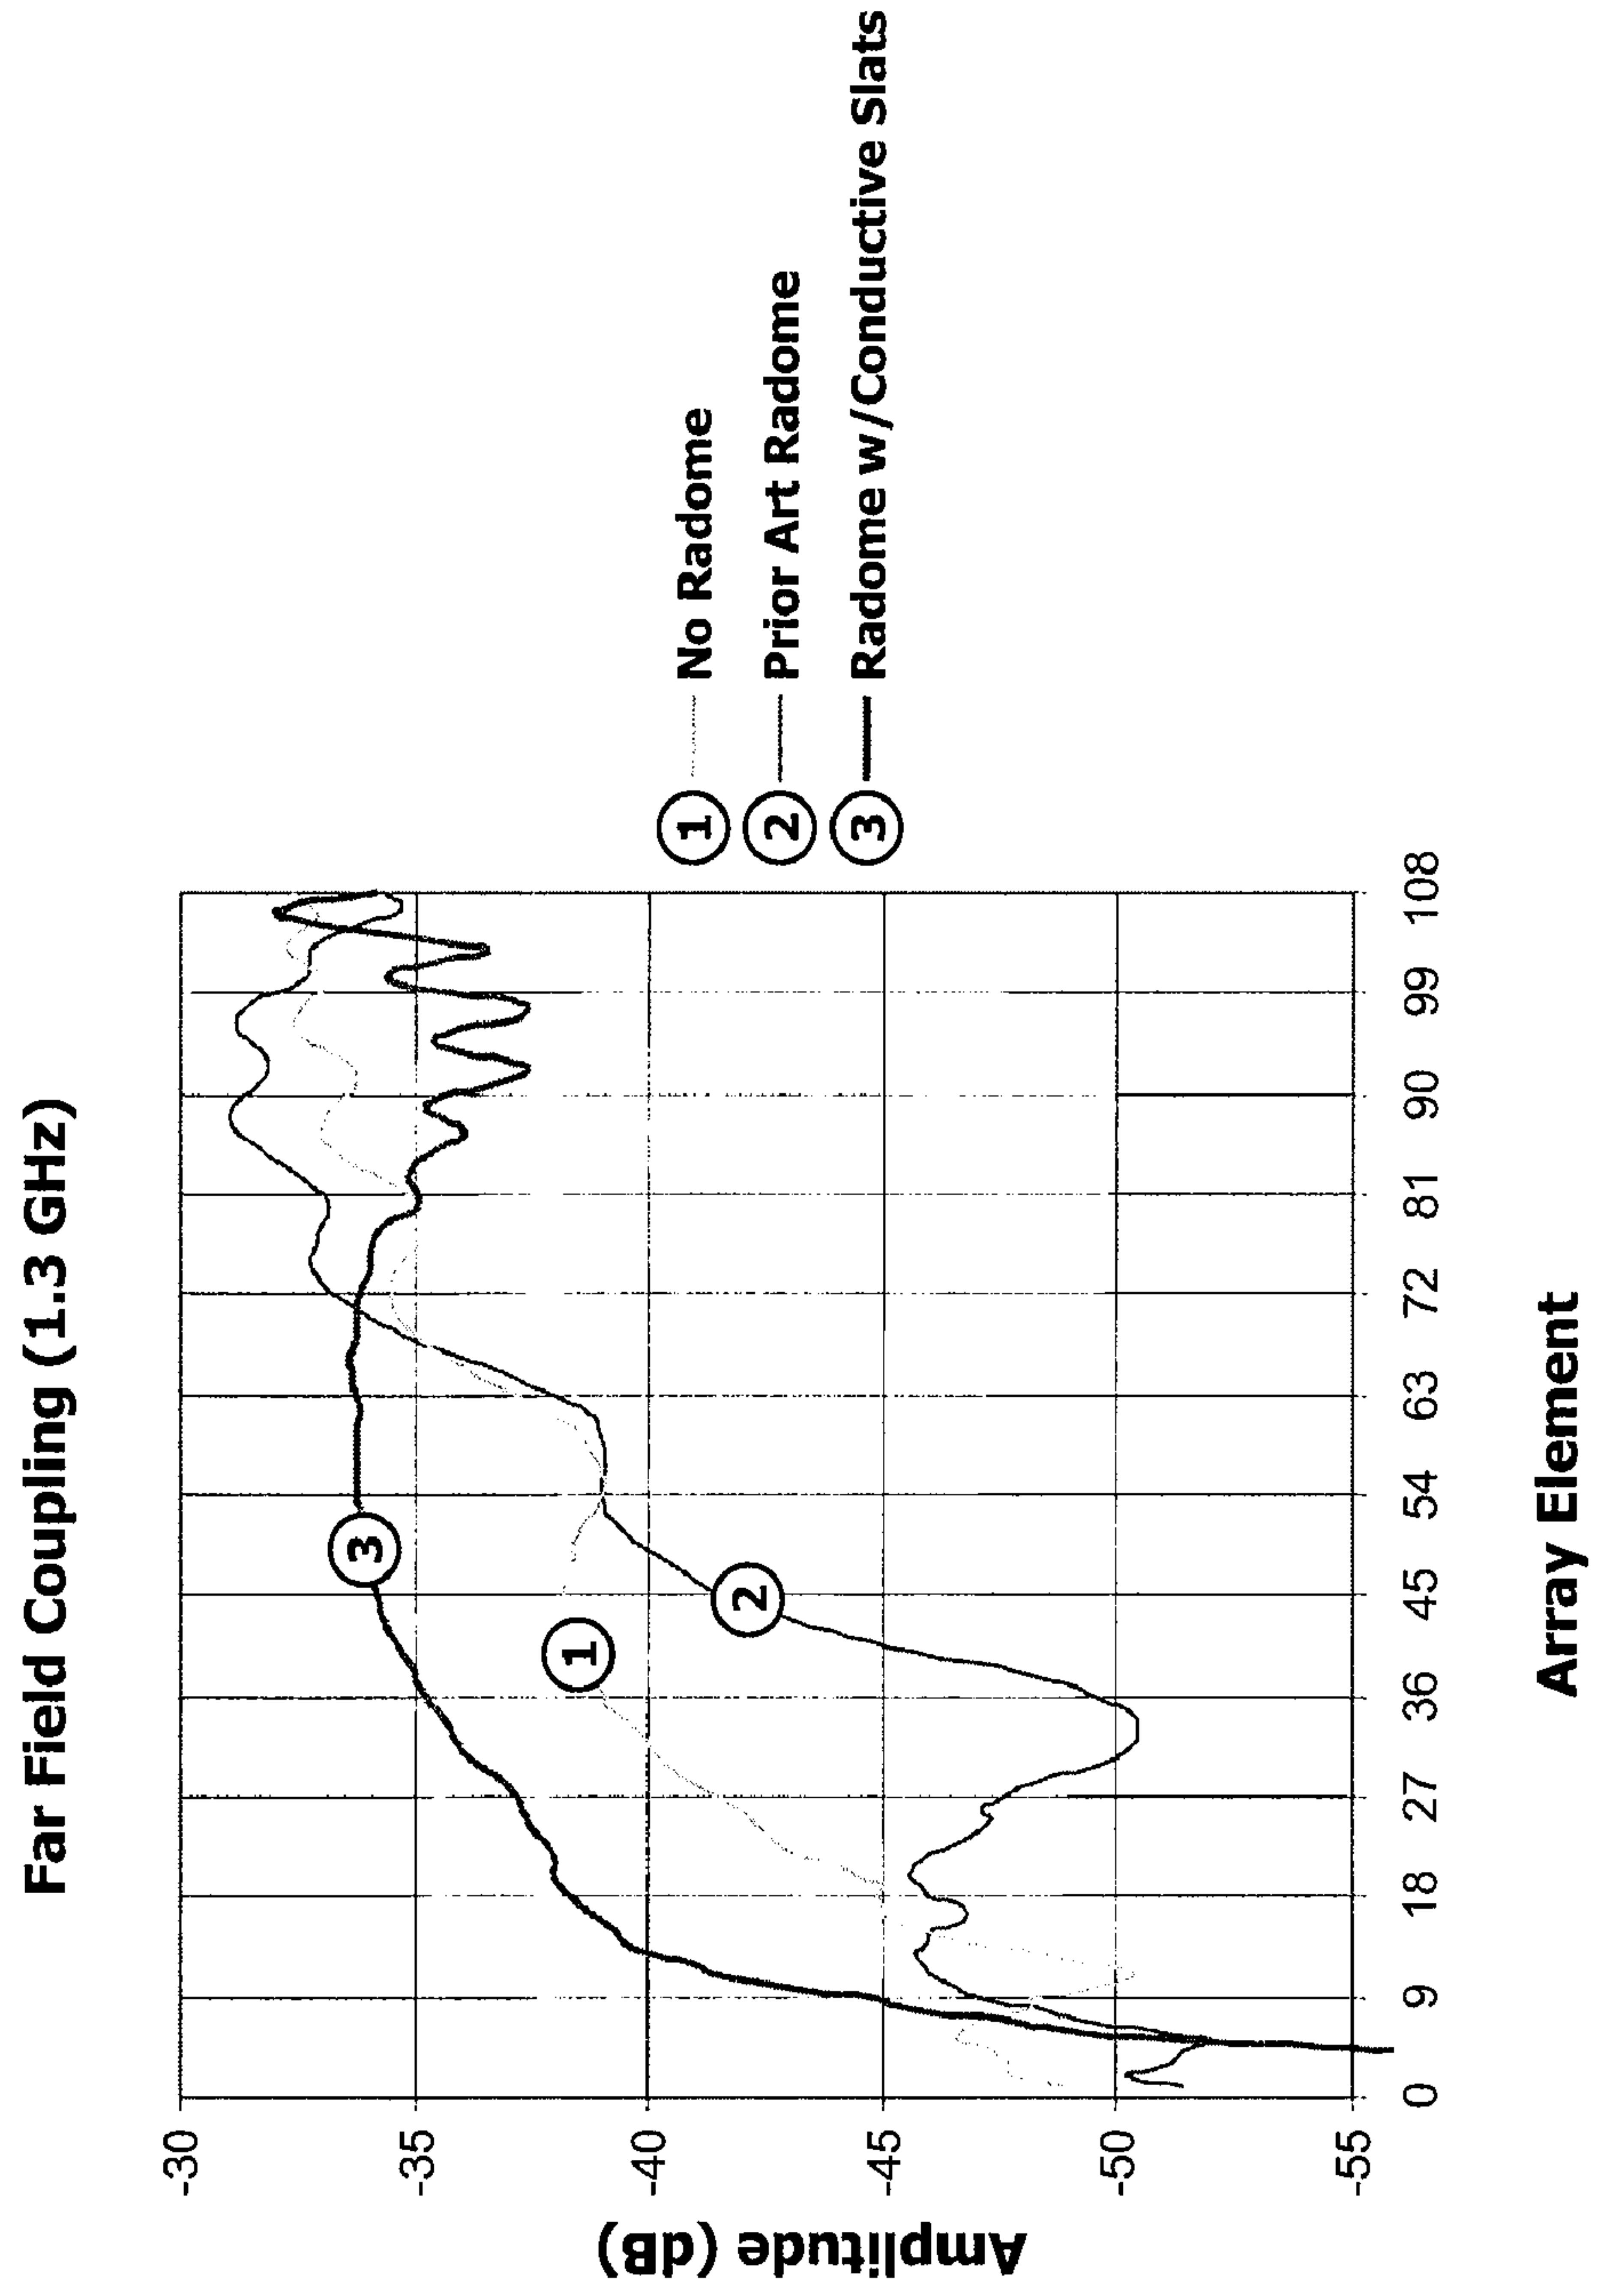 Far Field Coupling (1.3 GHz)
Amplitude (dB)
-30
-35
-40
-45
-50
-55
0 9 18 27 36 45 54 63 72 81 90 99 108
Array Element
3
1
2
1 No Radome
2 Prior Art Radome
3 Radome w/Conductive Slats